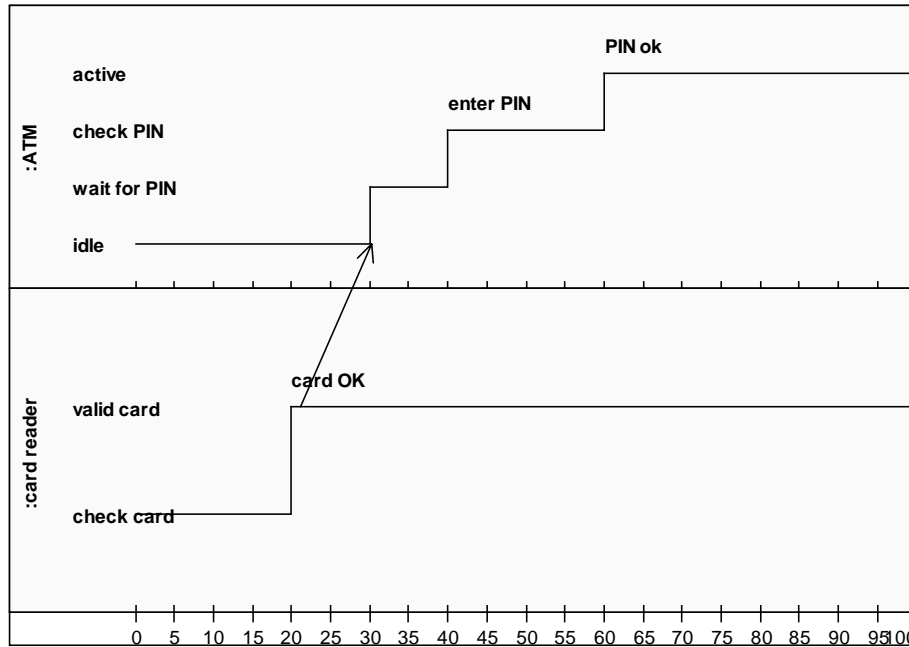 PIN ok
active
enter PIN
check PIN
:ATM
wait for PIN
idle
card OK
valid card
:card reader
check card
0 5 10 15 20 25 30 35 40 45 50 55 60 65 70 75 80 85 90 95 100